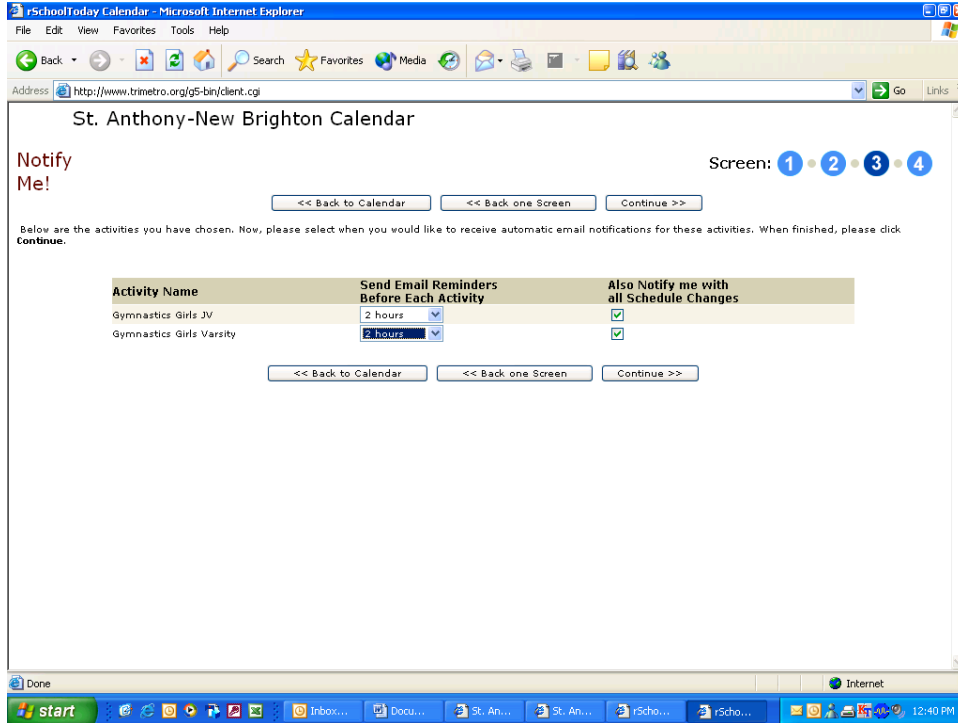 rSchoolToday Calendar - Microsoft Internet Explorer
File Edit View Favorites Tools Help
Back Search Favorites Media
Address http://www.trimetro.org/g5-bin/client.cgi Go Links
St. Anthony-New Brighton Calendar
Notify
Me!
Screen: 1 2 3 4
<< Back to Calendar << Back one Screen Continue >>
Below are the activities you have chosen. Now, please select when you would like to receive automatic email notifications for these activities. When finished, please click
Continue.
Activity Name Send Email Reminders Before Each Activity Also Notify me with all Schedule Changes
Gymnastics Girls JV 2 hours
Gymnastics Girls Varsity 2 hours
<< Back to Calendar << Back one Screen Continue >>
Done Internet
start Inbox... Docu... St. An... St. An... rScho... rScho... 12:40 PM